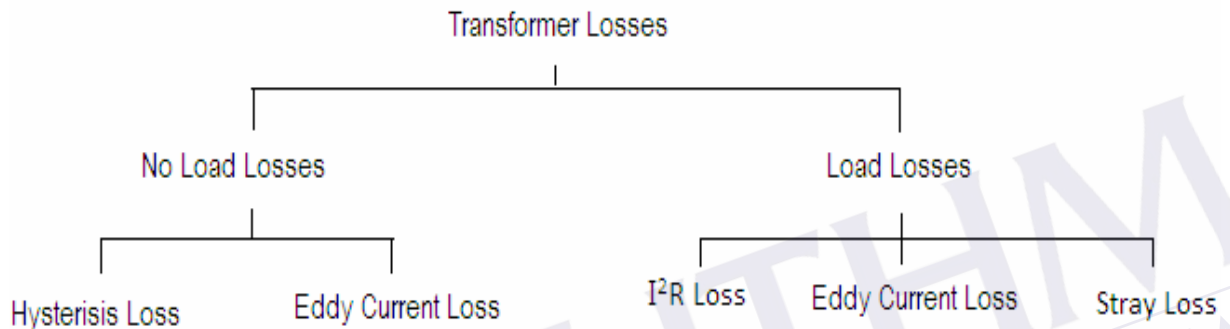 Transformer Losses
No Load Losses
Load Losses
Hysterisis Loss
Eddy Current Loss
I²R Loss
Eddy Current Loss
Stray Loss